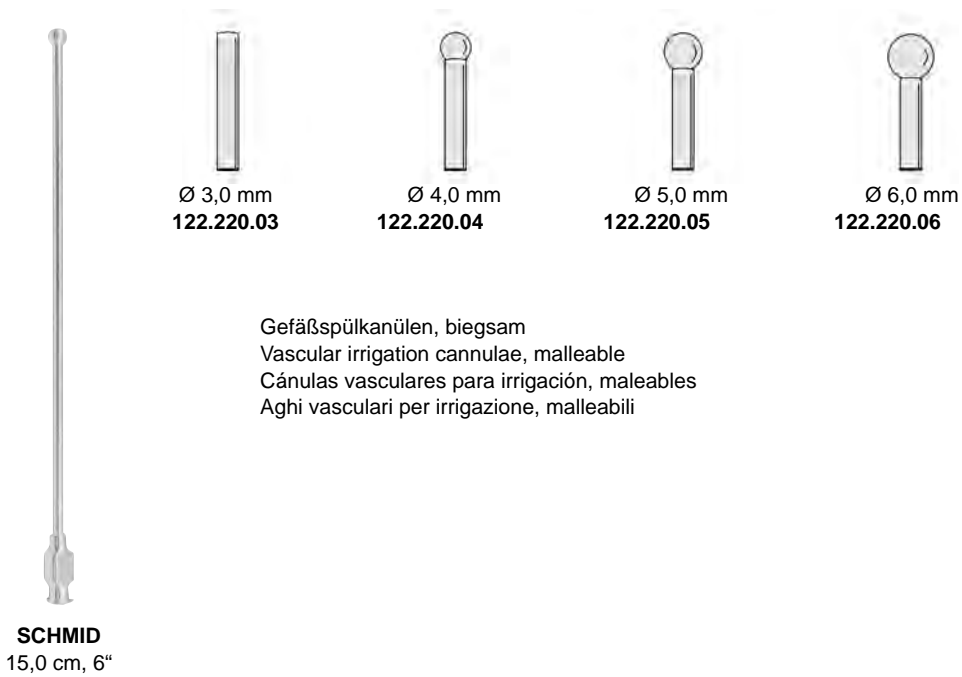 Ø 3,0 mm
122.220.03
Ø 4,0 mm
122.220.04
Ø 5,0 mm
122.220.05
Ø 6,0 mm
122.220.06
Gefäßspülkanülen, biegsam
Vascular irrigation cannulae, malleable
Cánulas vasculares para irrigación, maleables
Aghi vasculari per irrigazione, malleabili
SCHMID
15,0 cm, 6“